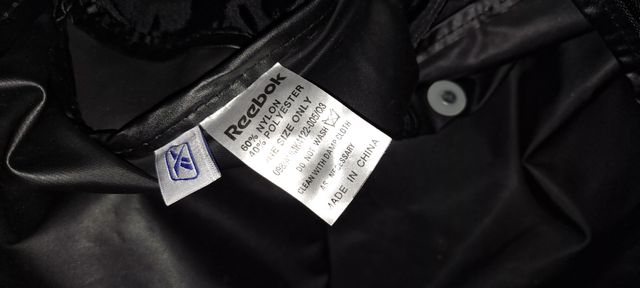 Reebok
60% NYLON
40% POLYESTER
ONE SIZE ONLY
DO NOT WASH
CLEAN WITH DAMP CLOTH
AS NECESSARY
MADE IN CHINA